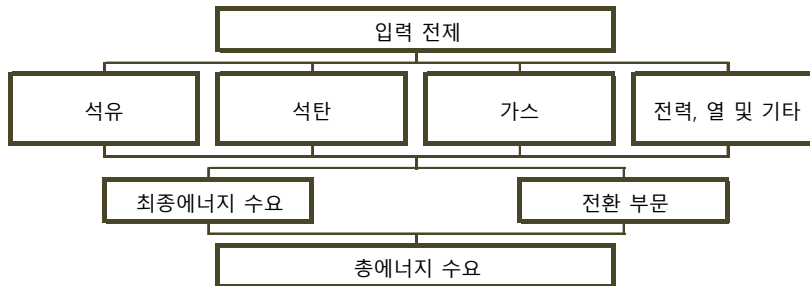 입력 전제
석유
석탄
가스
전력, 열 및 기타
최종에너지 수요
전환 부문
총에너지 수요